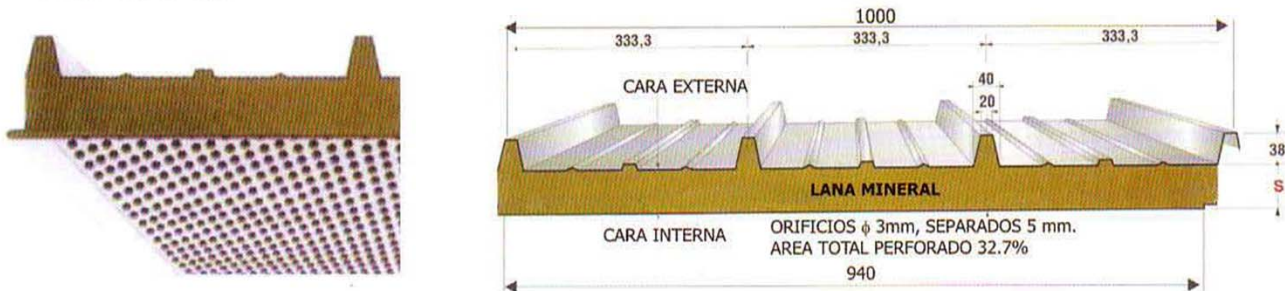 1000
333,3 333,3 333,3
CARA EXTERNA
40
20
38
LANA MINERAL
S
CARA INTERNA
ORIFICIOS ϕ 3mm, SEPARADOS 5 mm.
AREA TOTAL PERFORADO 32.7%
940